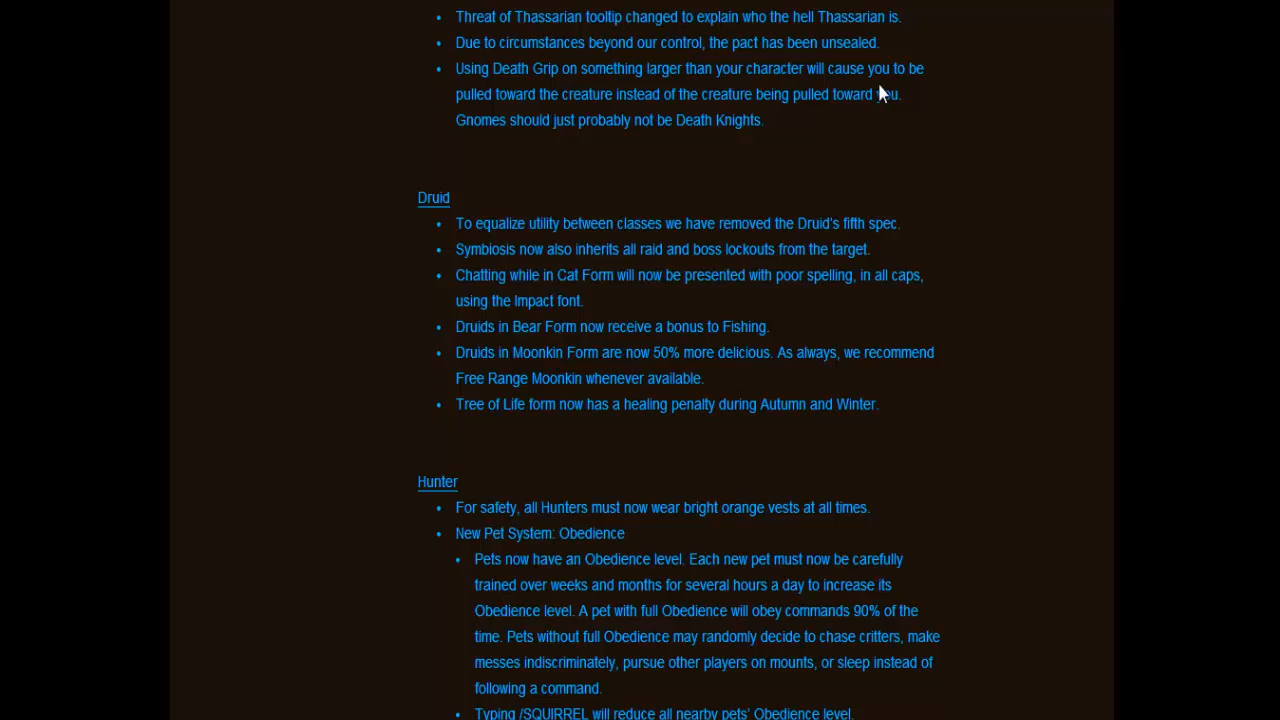 • Threat of Thassarian tooltip changed to explain who the hell Thassarian is.
• Due to circumstances beyond our control, the pact has been unsealed.
• Using Death Grip on something larger than your character will cause you to be
pulled toward the creature instead of the creature being pulled toward you.
Gnomes should just probably not be Death Knights.
Druid
• To equalize utility between classes we have removed the Druid's fifth spec.
• Symbiosis now also inherits all raid and boss lockouts from the target.
• Chatting while in Cat Form will now be presented with poor spelling, in all caps,
using the Impact font.
• Druids in Bear Form now receive a bonus to Fishing.
• Druids in Moonkin Form are now 50% more delicious. As always, we recommend
Free Range Moonkin whenever available.
• Tree of Life form now has a healing penalty during Autumn and Winter.
Hunter
• For safety, all Hunters must now wear bright orange vests at all times.
• New Pet System: Obedience
• Pets now have an Obedience level. Each new pet must now be carefully
trained over weeks and months for several hours a day to increase its
Obedience level. A pet with full Obedience will obey commands 90% of the
time. Pets without full Obedience may randomly decide to chase critters, make
messes indiscriminately, pursue other players on mounts, or sleep instead of
following a command.
• Typing /SQUIRREL will reduce all nearby pets' Obedience level.